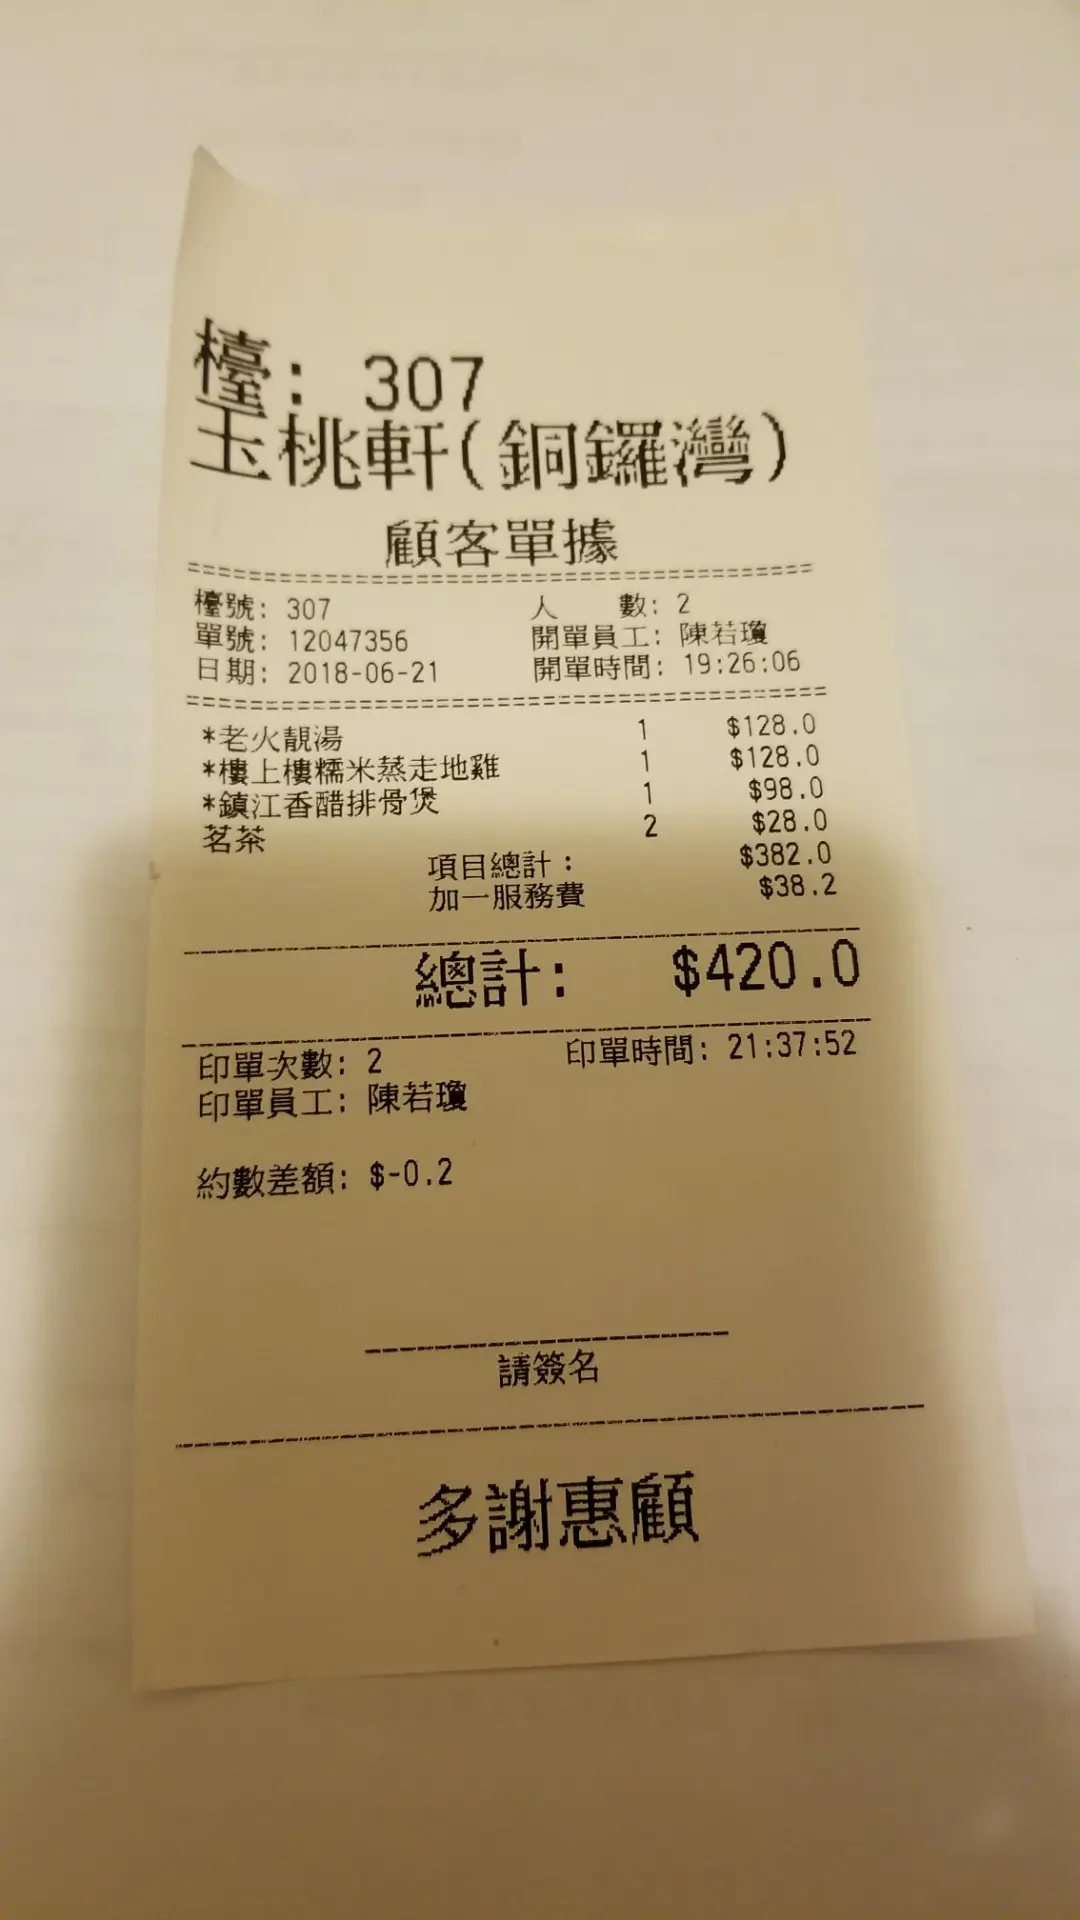 檯: 307
玉桃軒(銅鑼灣)
顧客單據
檯號: 307 人 數: 2
單號: 12047356 開單員工: 陳若瓊
日期: 2018-06-21 開單時間: 19:26:06
*老火靚湯 1 $128.0
*樓上樓糯米蒸走地雞 1 $128.0
*鎮江香醋排骨煲 1 $98.0
茗茶 2 $28.0
項目總計: $382.0
加一服務費 $38.2
總計: $420.0
印單次數: 2 印單時間: 21:37:52
印單員工: 陳若瓊
約數差額: $-0.2
請簽名
多謝惠顧